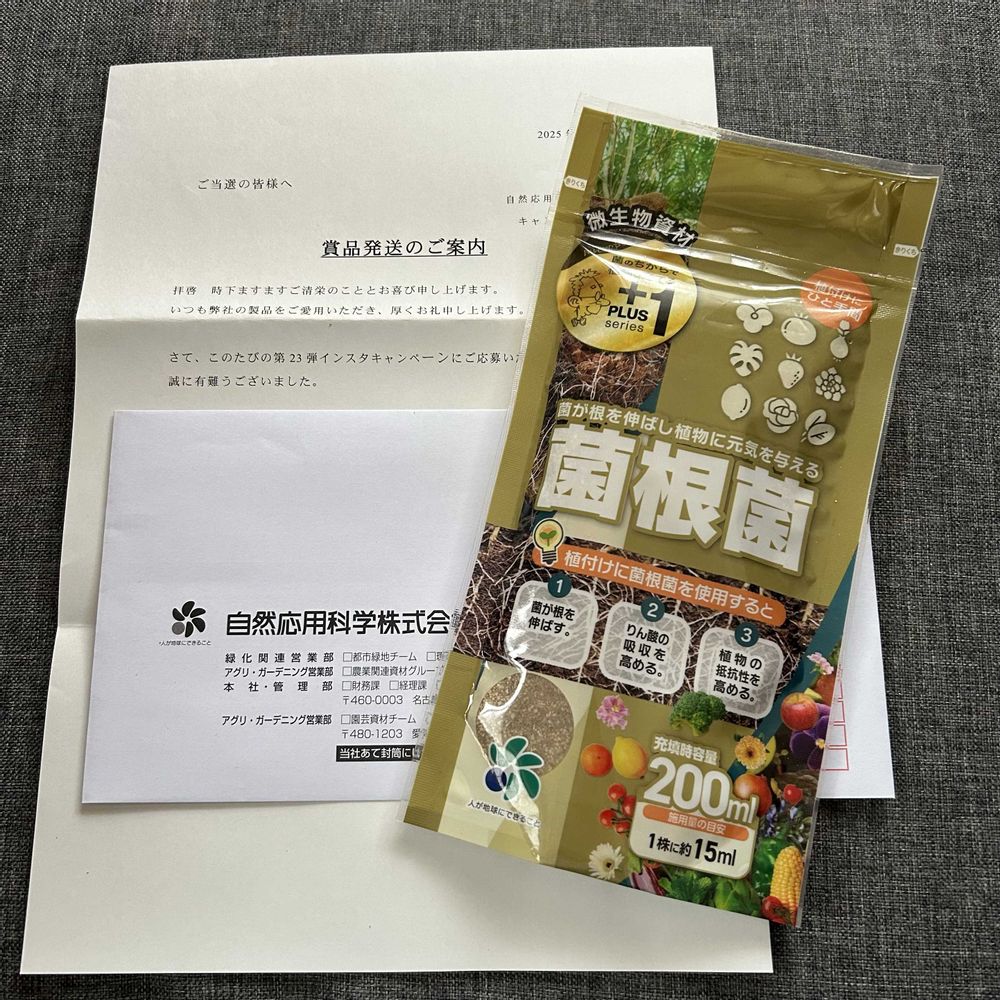 2025
ご当選の皆様へ
自然応用
キャ
賞品発送のご案内
拝啓　時下ますますご清栄のこととお喜び申し上げます。
いつも弊社の製品をご愛用いただき、厚くお礼申し上げます。
さて、このたびの第23弾インスタキャンペーンにご応募い
誠に有難うございました。
自然応用科学株式会
・人が地球にできること
緑化関連営業部 □都市緑地チーム
アグリ・ガーデニング営業部 □農業関連資材グルー
本社・管理部 □財務課 □経理課
〒460-0003 名古
アグリ・ガーデニング営業部 □園芸資材チーム
〒480-1203 愛
当社あて封筒に
きりくち
きりくち
微生物資材
菌のちからで
+1
PLUS
series
植付けに
ひと手間
菌が根を伸ばし植物に元気を与える
菌根菌
植付けに菌根菌を使用すると
1
菌が根を
伸ばす。
2
りん酸の
吸収を
高める。
3
植物の
抵抗性を
高める。
人が地球にできること
充填時容量
200ml
施用量の目安
1株に約15ml